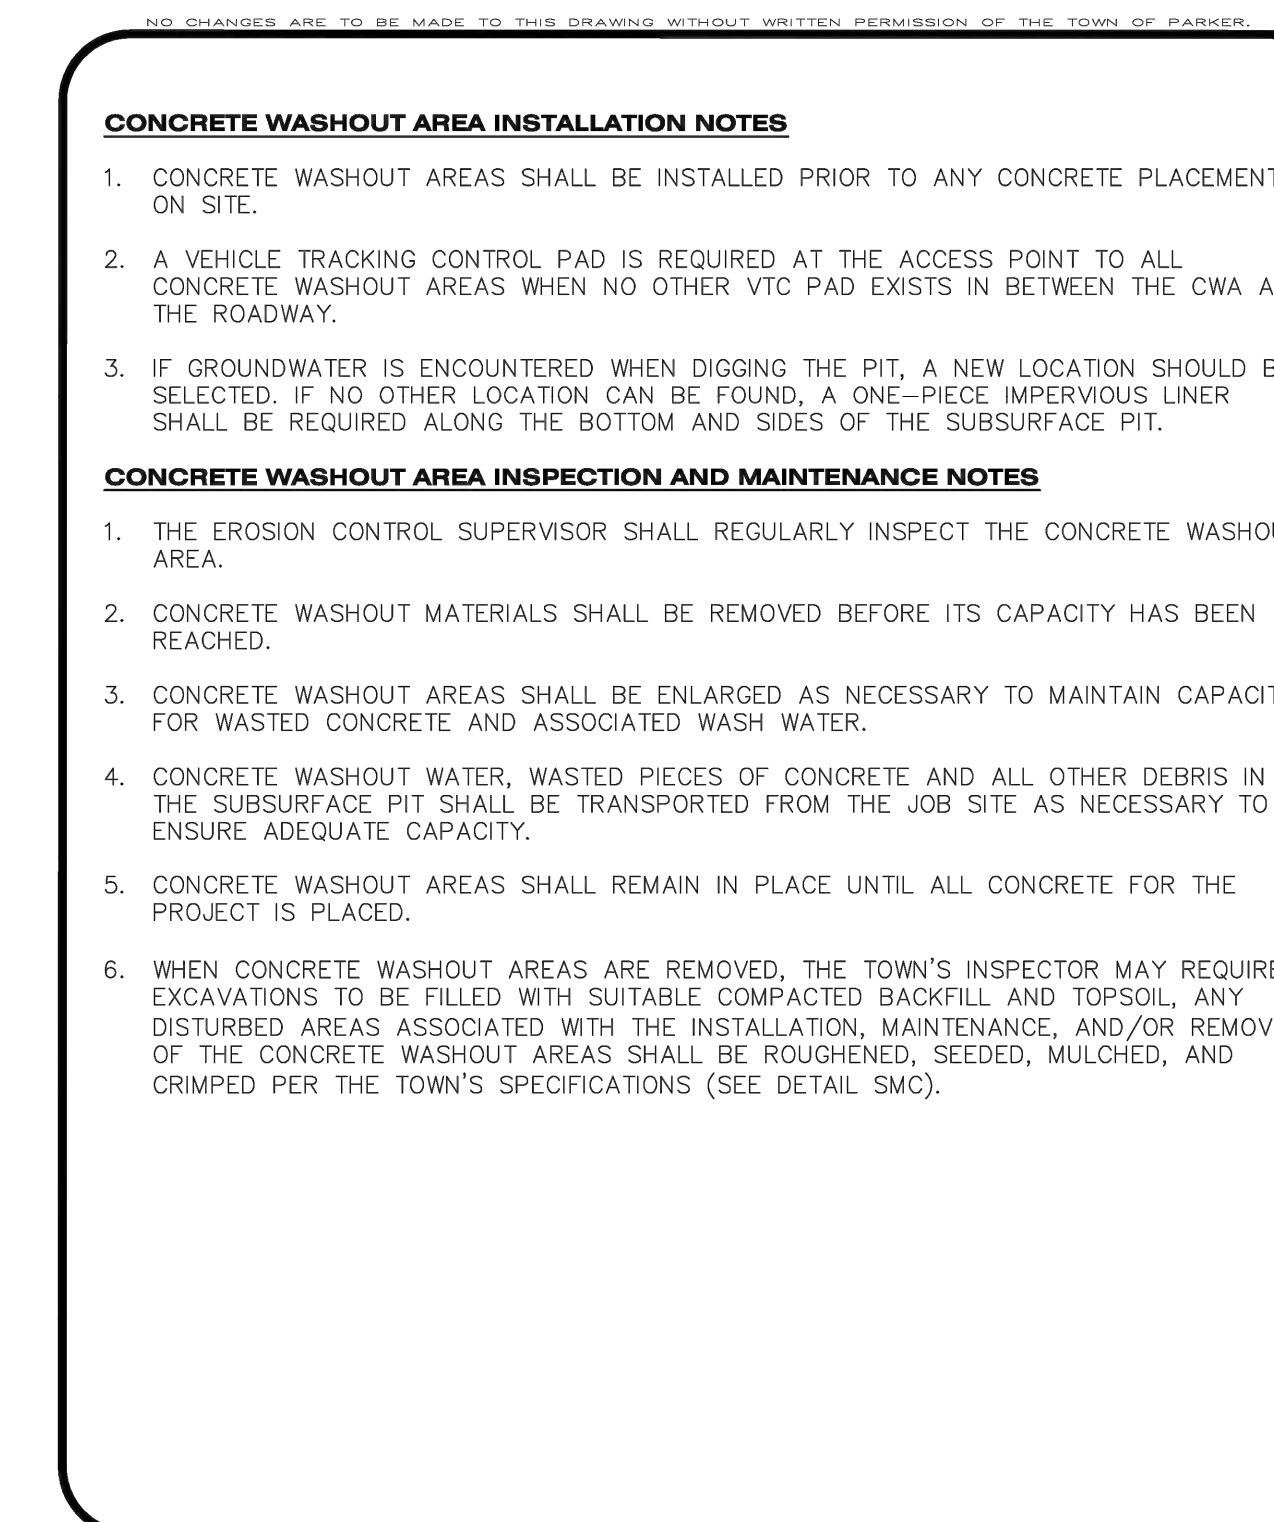 NO CHANGES ARE TO BE MADE TO THIS DRAWING WITHOUT WRITTEN PERMISSION OF THE TOWN OF PARKER.
CONCRETE WASHOUT AREA INSTALLATION NOTES
1. CONCRETE WASHOUT AREAS SHALL BE INSTALLED PRIOR TO ANY CONCRETE PLACEMENT
ON SITE.
2. A VEHICLE TRACKING CONTROL PAD IS REQUIRED AT THE ACCESS POINT TO ALL
CONCRETE WASHOUT AREAS WHEN NO OTHER VTC PAD EXISTS IN BETWEEN THE CWA
THE ROADWAY.
3. IF GROUNDWATER IS ENCOUNTERED WHEN DIGGING THE PIT, A NEW LOCATION SHOULD
SELECTED. IF NO OTHER LOCATION CAN BE FOUND, A ONE-PIECE IMPERVIOUS LINER
SHALL BE REQUIRED ALONG THE BOTTOM AND SIDES OF THE SUBSURFACE PIT.
CONCRETE WASHOUT AREA INSPECTION AND MAINTENANCE NOTES
1. THE EROSION CONTROL SUPERVISOR SHALL REGULARLY INSPECT THE CONCRETE
AREA.
2. CONCRETE WASHOUT MATERIALS SHALL BE REMOVED BEFORE ITS CAPACITY HAS BEEN
REACHED.
3. CONCRETE WASHOUT AREAS SHALL BE ENLARGED AS NECESSARY TO MAINTAIN
FOR WASTED CONCRETE AND ASSOCIATED WASH WATER.
4. CONCRETE WASHOUT WATER, WASTED PIECES OF CONCRETE AND ALL OTHER DEBRIS IN
THE SUBSURFACE PIT SHALL BE TRANSPORTED FROM THE JOB SITE AS NECESSARY TO
ENSURE ADEQUATE CAPACITY.
5. CONCRETE WASHOUT AREAS SHALL REMAIN IN PLACE UNTIL ALL CONCRETE FOR THE
PROJECT IS PLACED.
6. WHEN CONCRETE WASHOUT AREAS ARE REMOVED, THE TOWN'S INSPECTOR MAY REQUIRE
EXCAVATIONS TO BE FILLED WITH SUITABLE COMPACTED BACKFILL AND TOPSOIL, ANY
DISTURBED AREAS ASSOCIATED WITH THE INSTALLATION, MAINTENANCE, AND/OR
OF THE CONCRETE WASHOUT AREAS SHALL BE ROUGHENED, SEEDED, MULCHED, AND
CRIMPED PER THE TOWN'S SPECIFICATIONS (SEE DETAIL SMC).